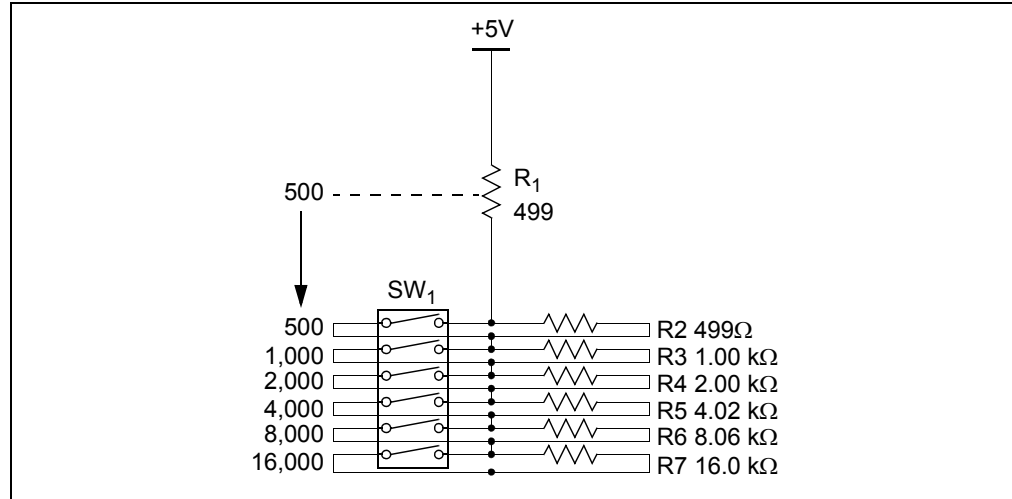 +5V
500
R₁
499
SW₁
500
R2 499Ω
1,000
R3 1.00 kΩ
2,000
R4 2.00 kΩ
4,000
R5 4.02 kΩ
8,000
R6 8.06 kΩ
16,000
R7 16.0 kΩ